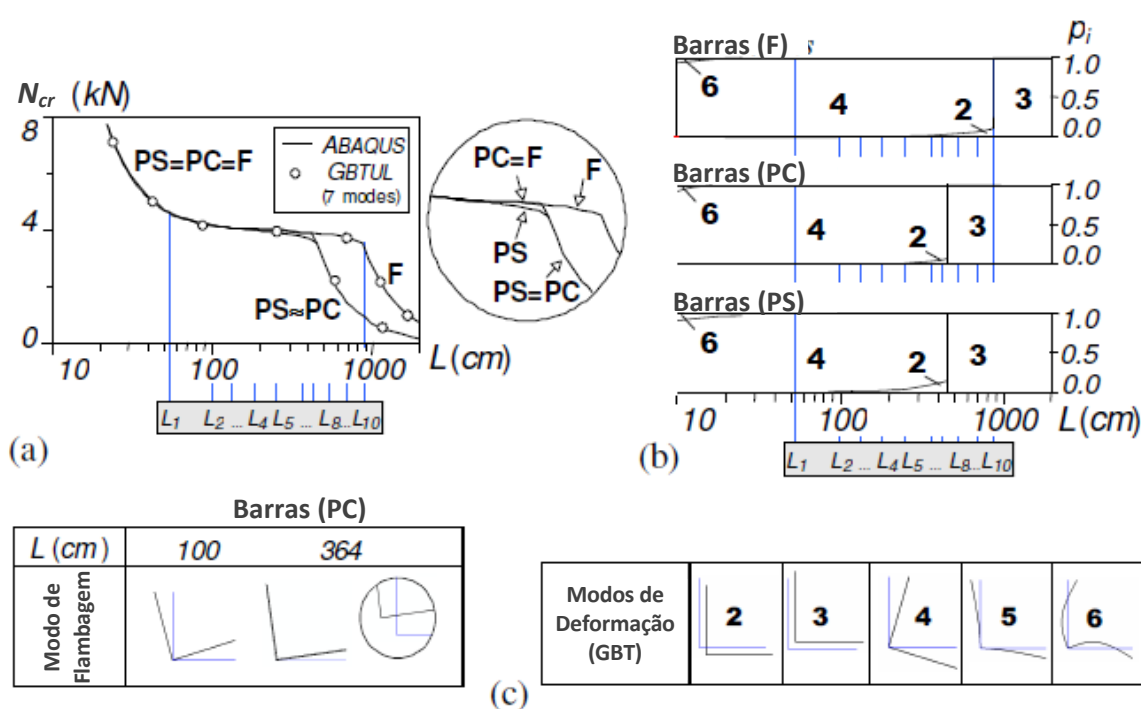 N_cr (kN)
8
4
0
PS=PC=F
ABAQUS
GBTUL
(7 modes)
F
PS≈PC
10
100
1000
L(cm)
L1 L2 ... L4 L5 ... L8...L10
PC=F
F
PS
PS=PC
(a)
Barras (F) s
p_i
6
4
2
3
1.0
0.5
0.0
Barras (PC)
6
4
2
3
1.0
0.5
0.0
Barras (PS)
6
4
2
3
1.0
0.5
0.0
10
100
1000
L(cm)
L1 L2 ... L4 L5 ... L8...L10
(b)
Barras (PC)
L (cm) 100 364
Modo de
Flambagem
Modos de
Deformação
(GBT)
2 3 4 5 6
(c)